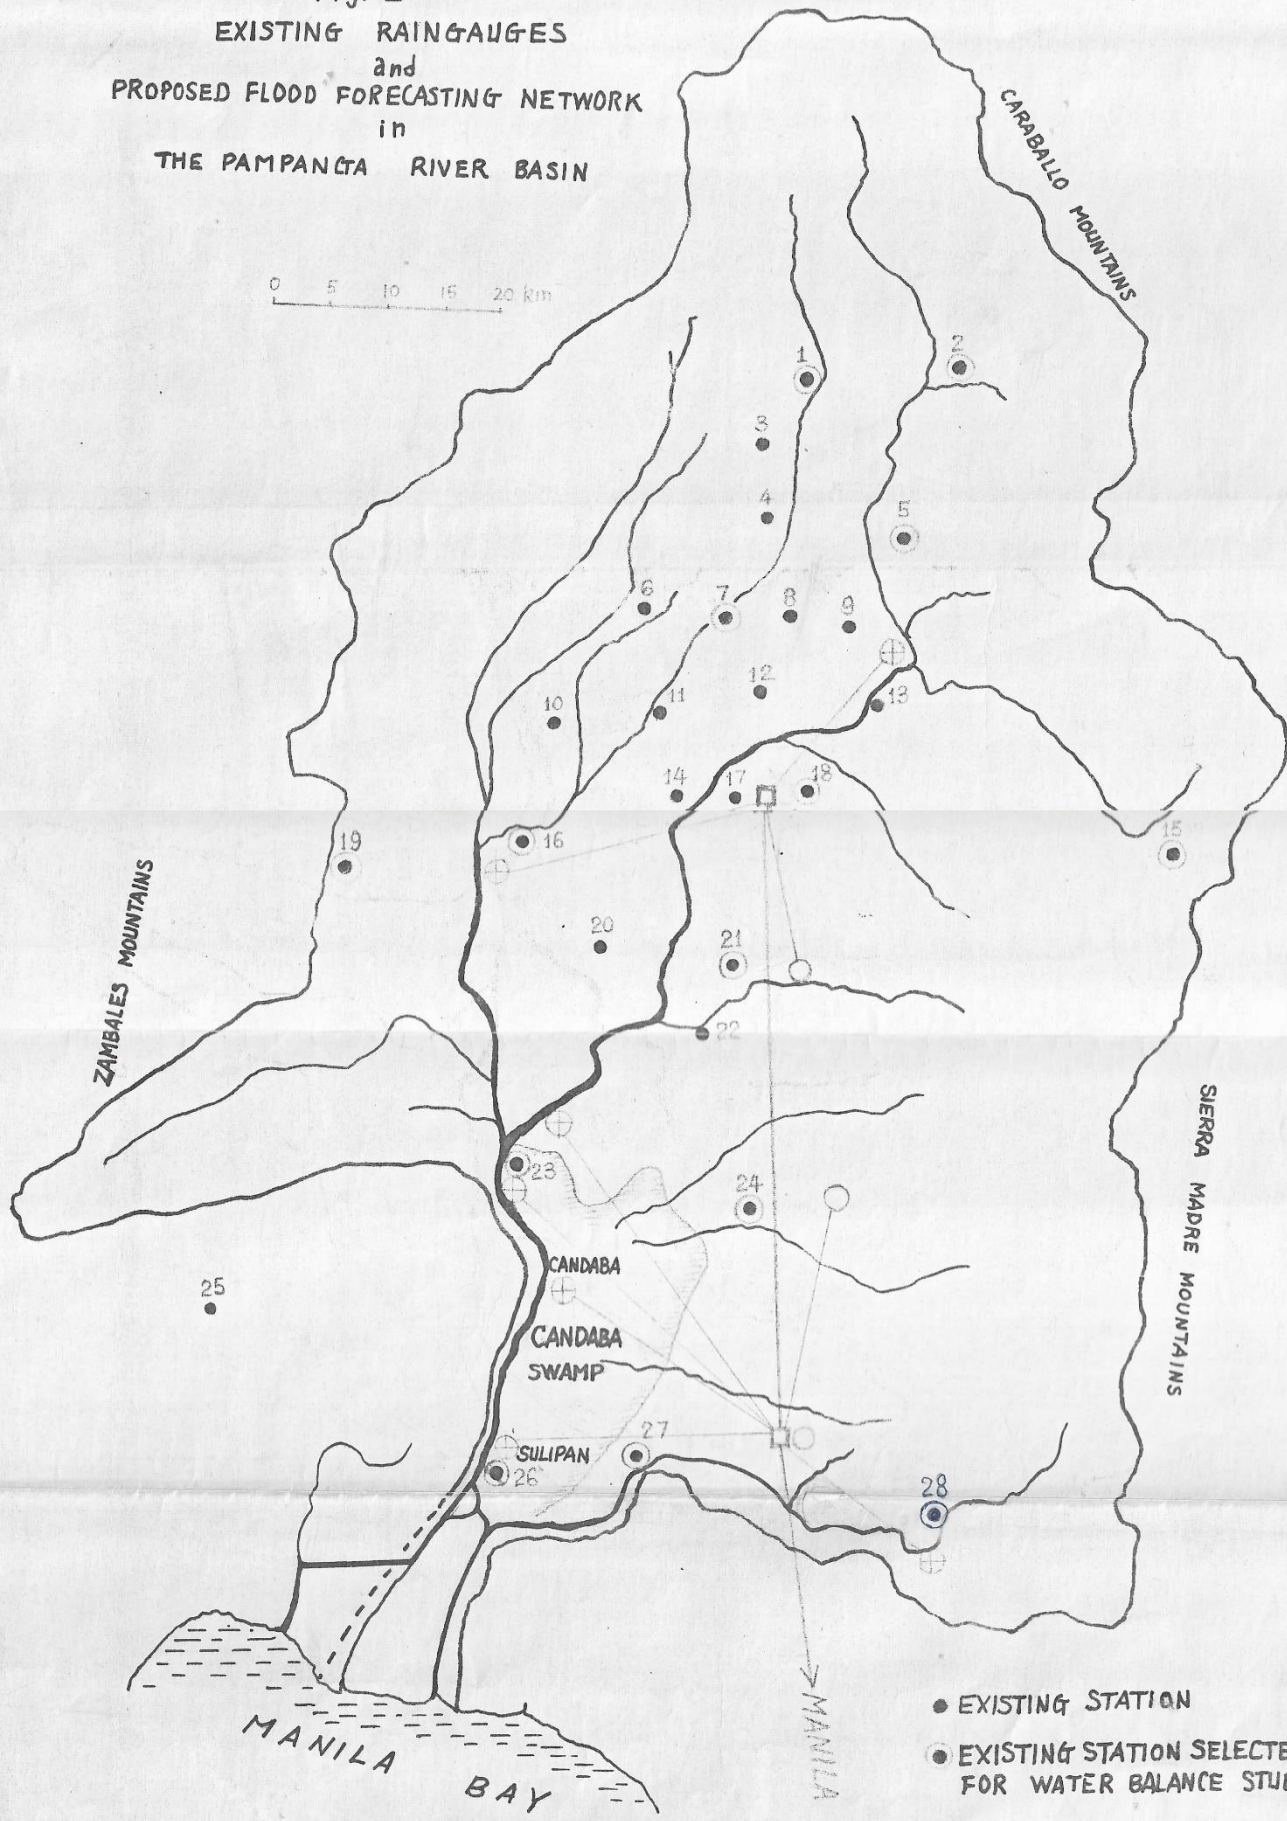 EXISTING RAINGAUGES
and
PROPOSED FLOOD FORECASTING NETWORK
in
THE PAMPANGA RIVER BASIN
CARABALLO MOUNTAINS
0 5 10 15 20 km
1
2
3
4
5
6
7
8
9
10
11
12
13
14
17
18
16
15
19
20
21
22
ZAMBALES MOUNTAINS
SIERRA MADRE MOUNTAINS
23
24
25
CANDABA
CANDABA
SWAMP
SULIPAN
26
27
28
MANILA
MANILA BAY
EXISTING STATION
EXISTING STATION SELECTE
FOR WATER BALANCE STU